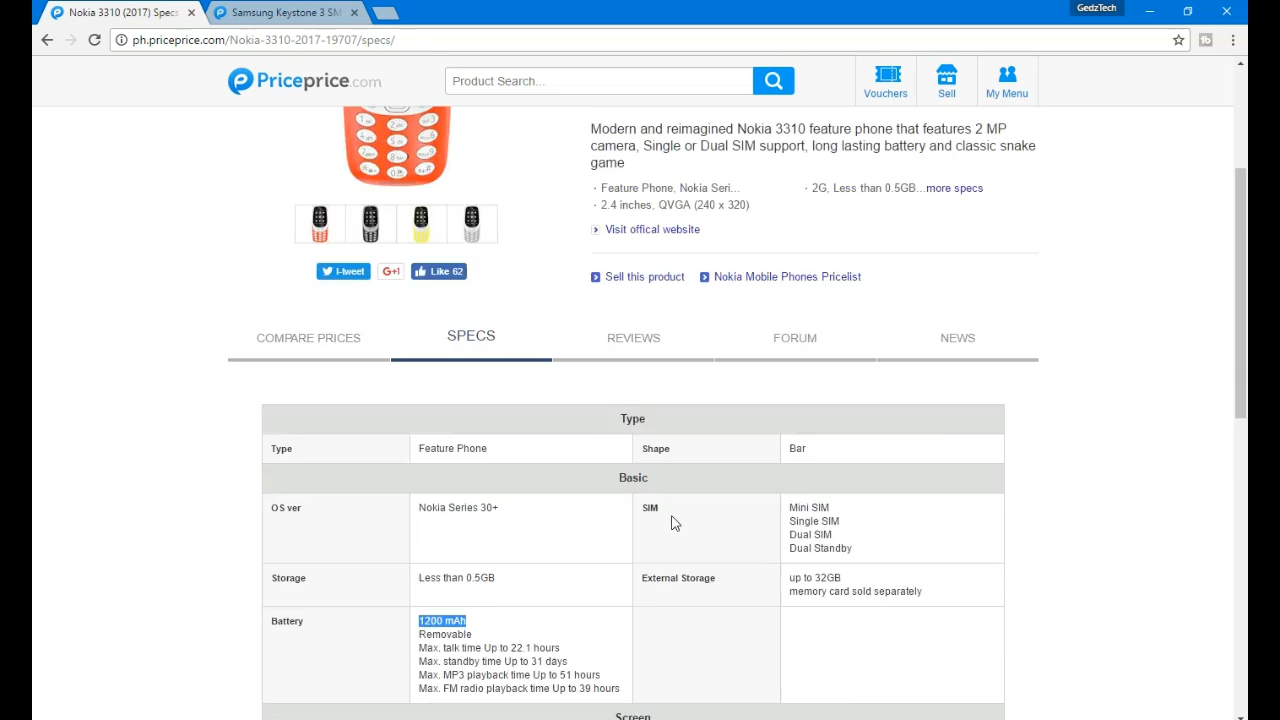 Nokia 3310 (2017) Specs
Samsung Keystone 3 SM
GedzTech
ph.priceprice.com/Nokia-3310-2017-19707/specs/
Priceprice.com
Product Search...
Vouchers
Sell
My Menu
Modern and reimagined Nokia 3310 feature phone that features 2 MP
camera, Single or Dual SIM support, long lasting battery and classic snake
game
· Feature Phone, Nokia Seri...
· 2G, Less than 0.5GB...more specs
· 2.4 inches, QVGA (240 x 320)
Visit offical website
I-tweet
G+1
Like 62
Sell this product
Nokia Mobile Phones Pricelist
COMPARE PRICES
SPECS
REVIEWS
FORUM
NEWS
Type
Type
Feature Phone
Shape
Bar
Basic
OS ver
Nokia Series 30+
SIM
Mini SIM
Single SIM
Dual SIM
Dual Standby
Storage
Less than 0.5GB
External Storage
up to 32GB
memory card sold separately
Battery
1200 mAh
Removable
Max. talk time Up to 22.1 hours
Max. standby time Up to 31 days
Max. MP3 playback time Up to 51 hours
Max. FM radio playback time Up to 39 hours
Screen